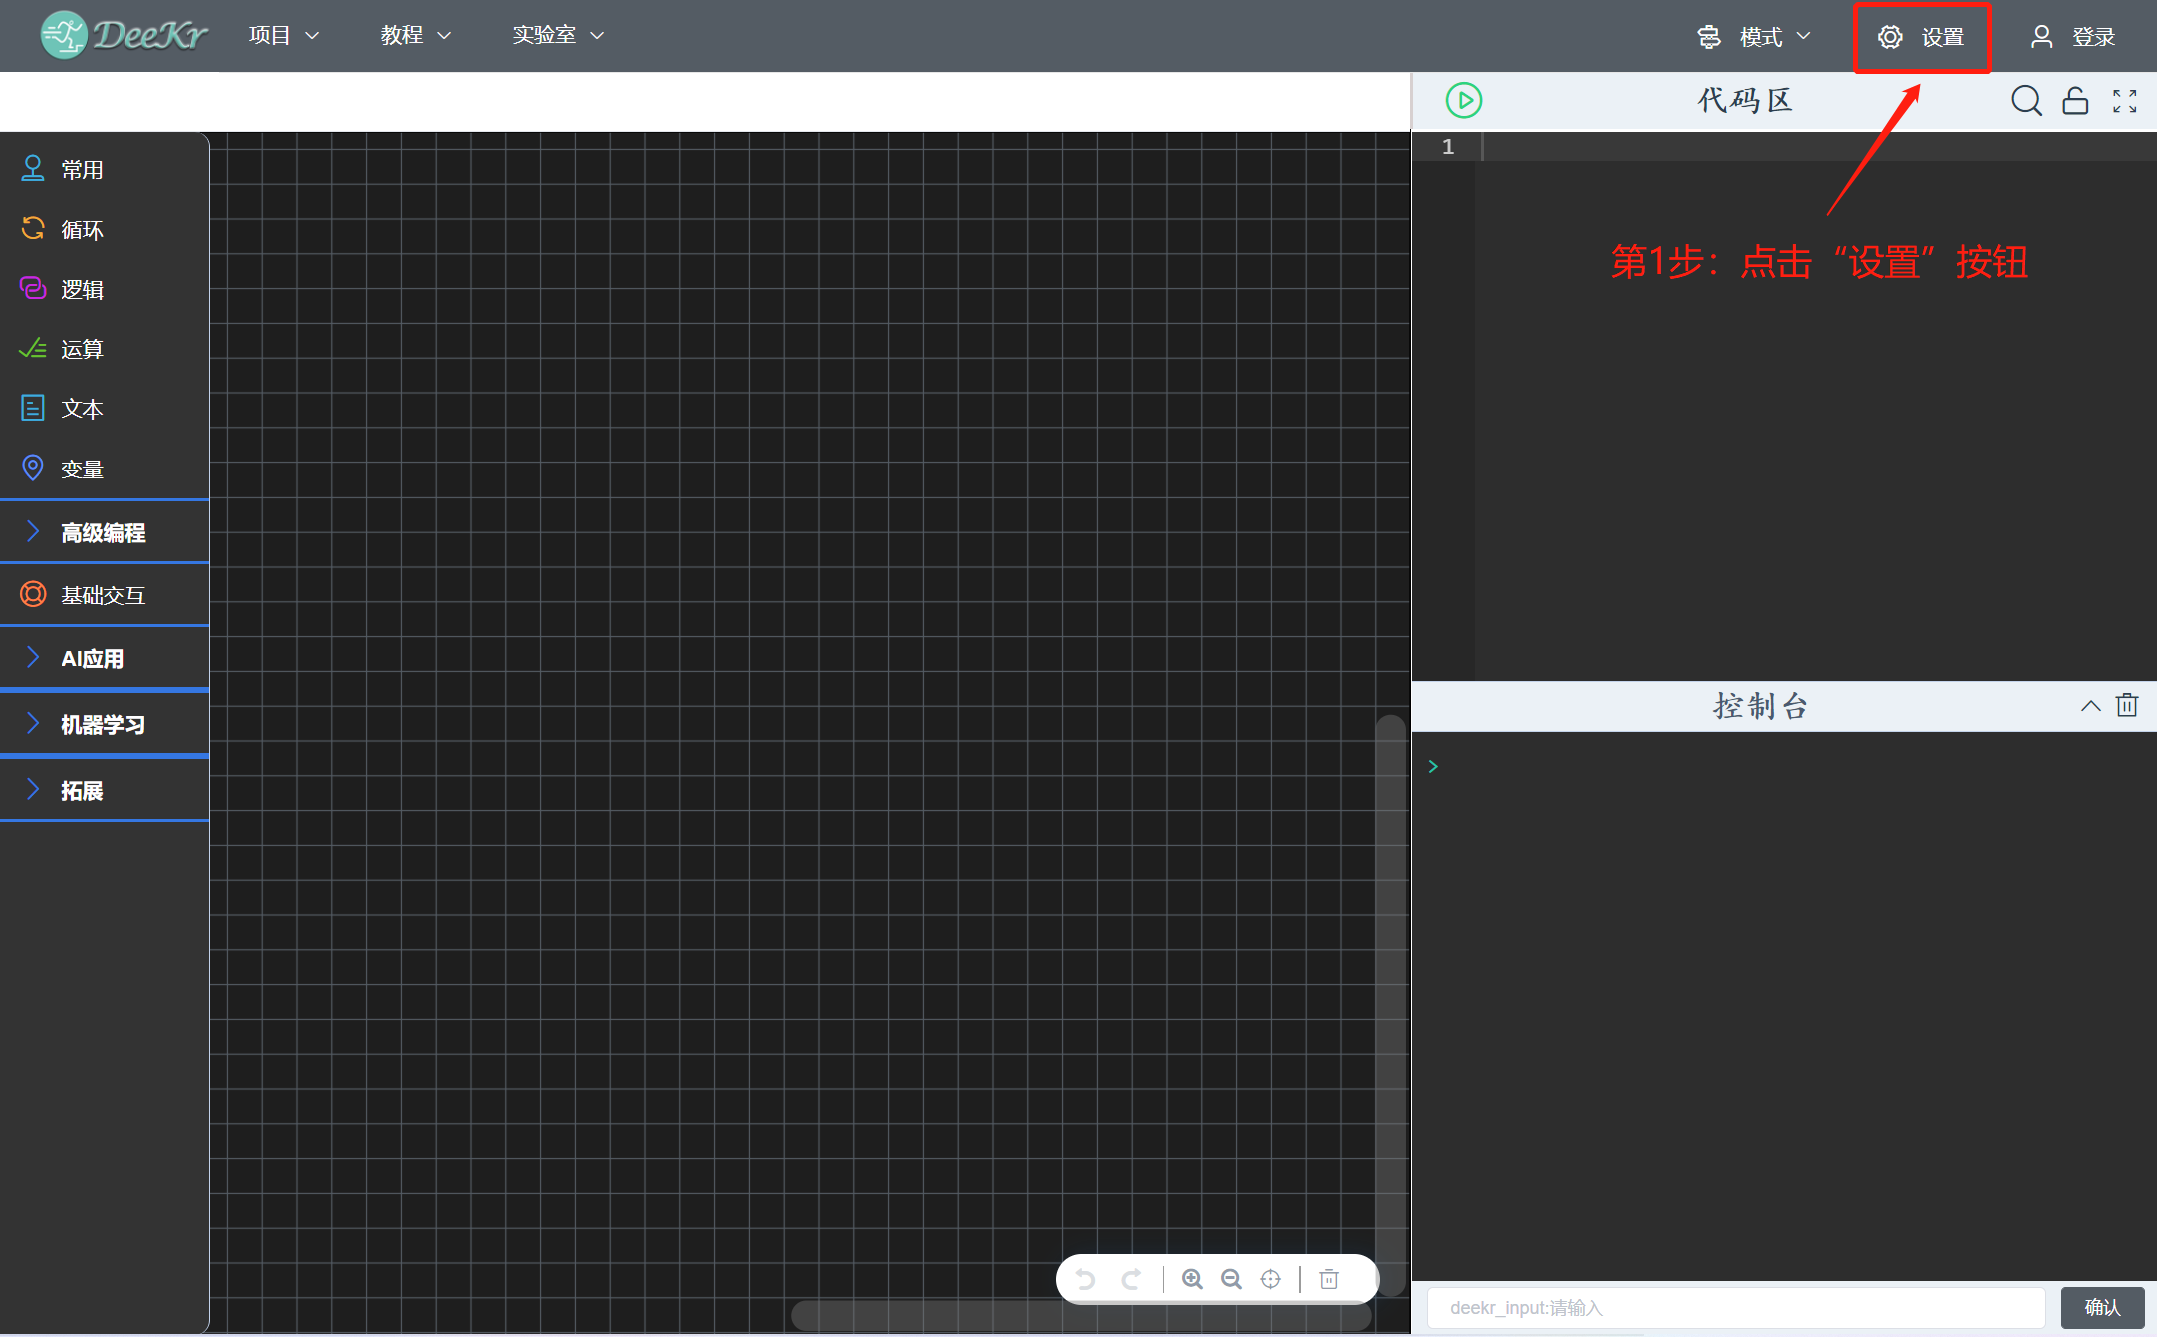 DeeKr 项目 教程 实验室 模式 设置 登录
代码区
1
第1步：点击“设置”按钮
常用
循环
逻辑
运算
文本
变量
高级编程
基础交互
AI应用
机器学习
拓展
控制台
>
deekr_input:请输入 确认